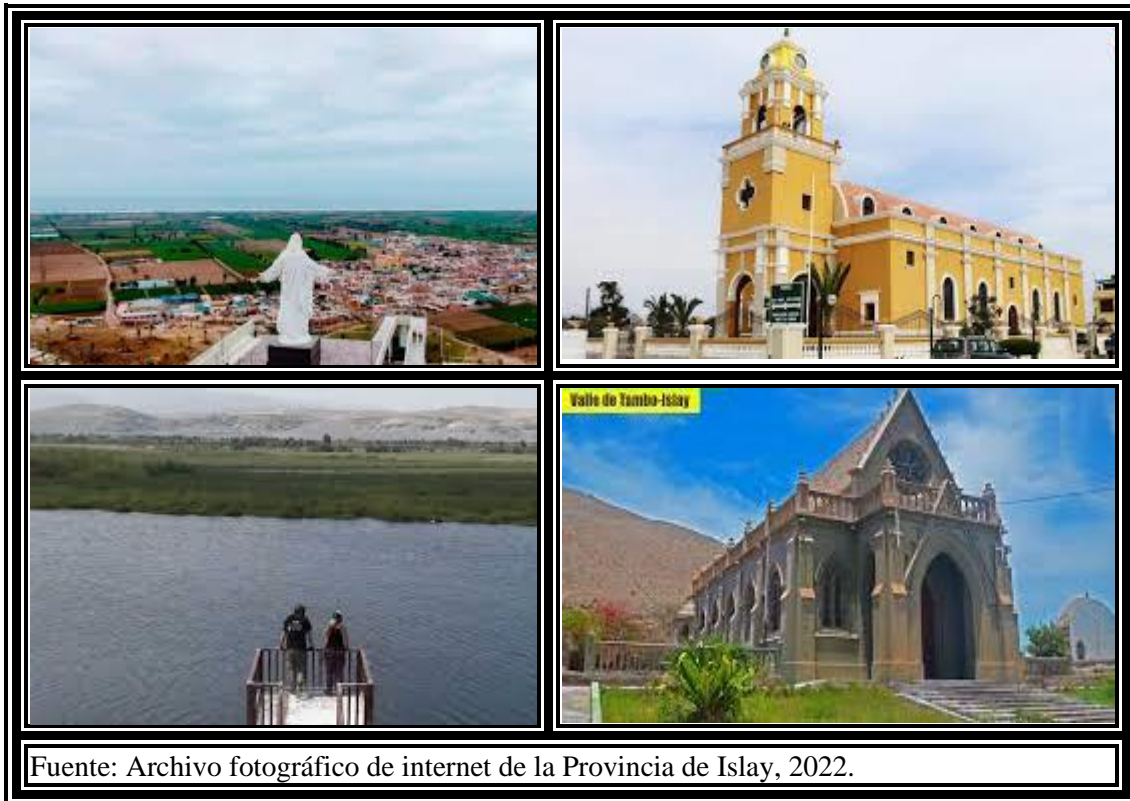 Valle de Tambo-Islay
Fuente: Archivo fotográfico de internet de la Provincia de Islay, 2022.